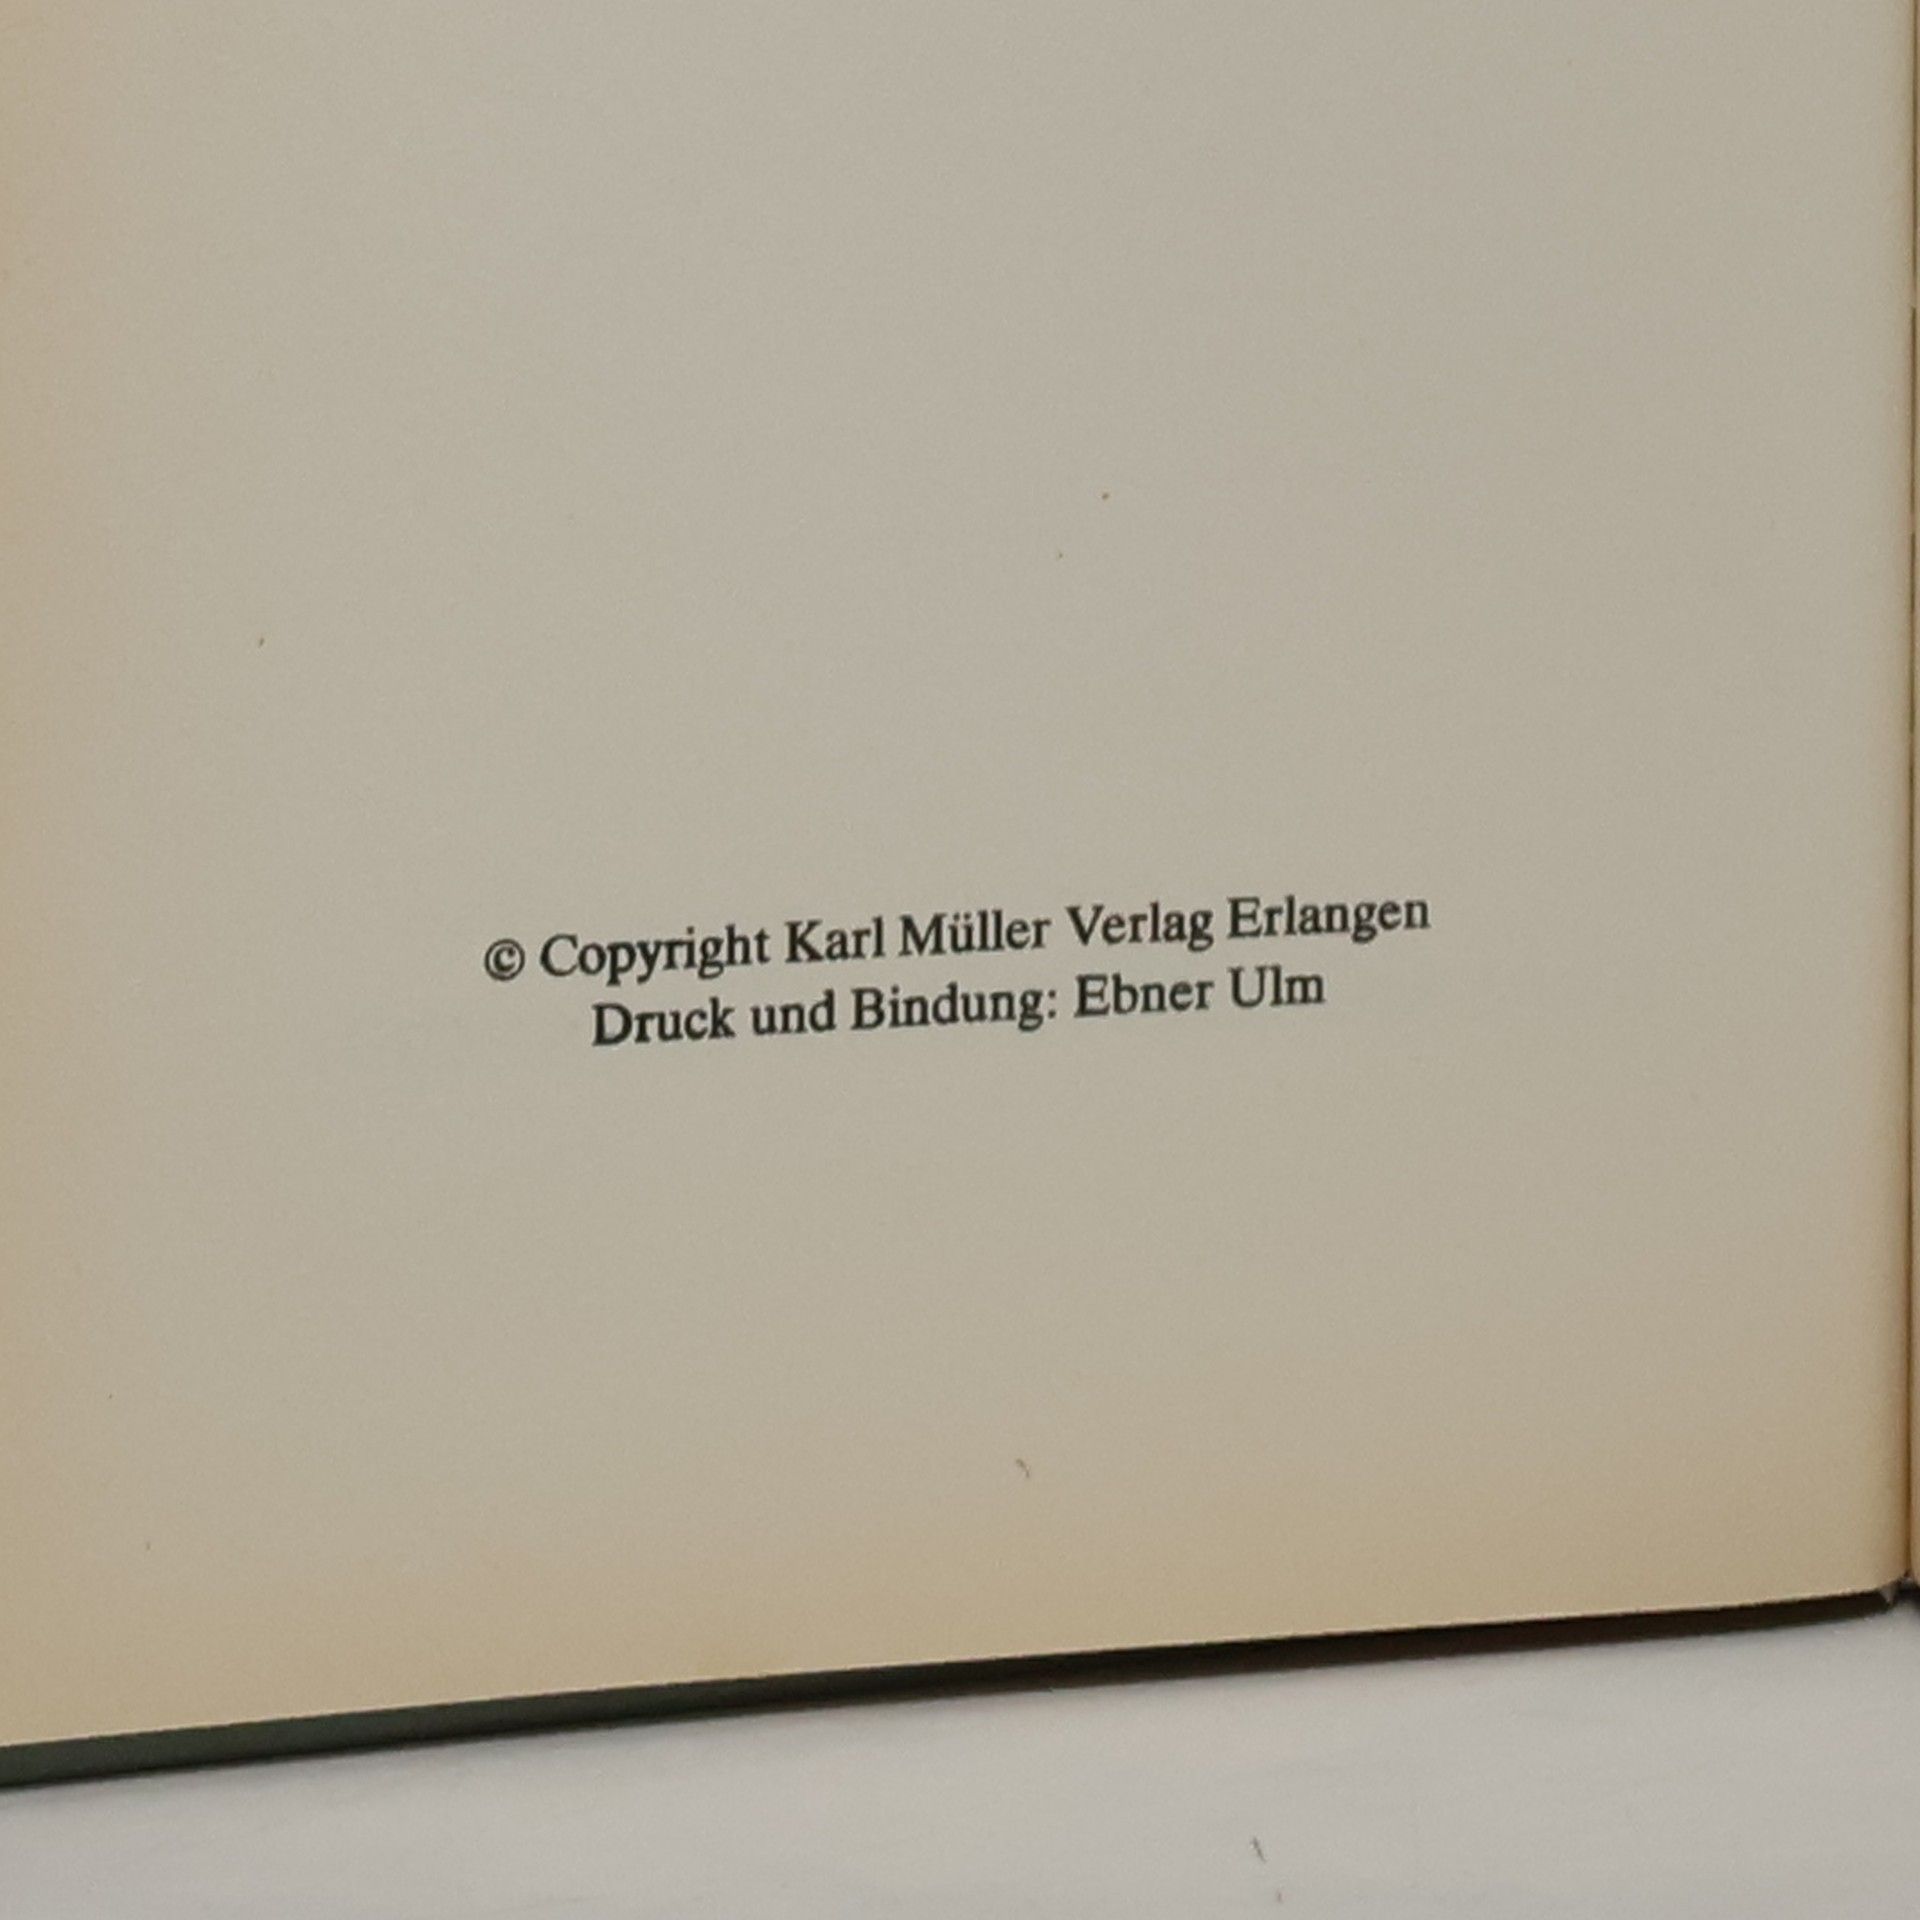 © Copyright Karl Müller Verlag Erlangen
Druck und Bindung: Ebner Ulm